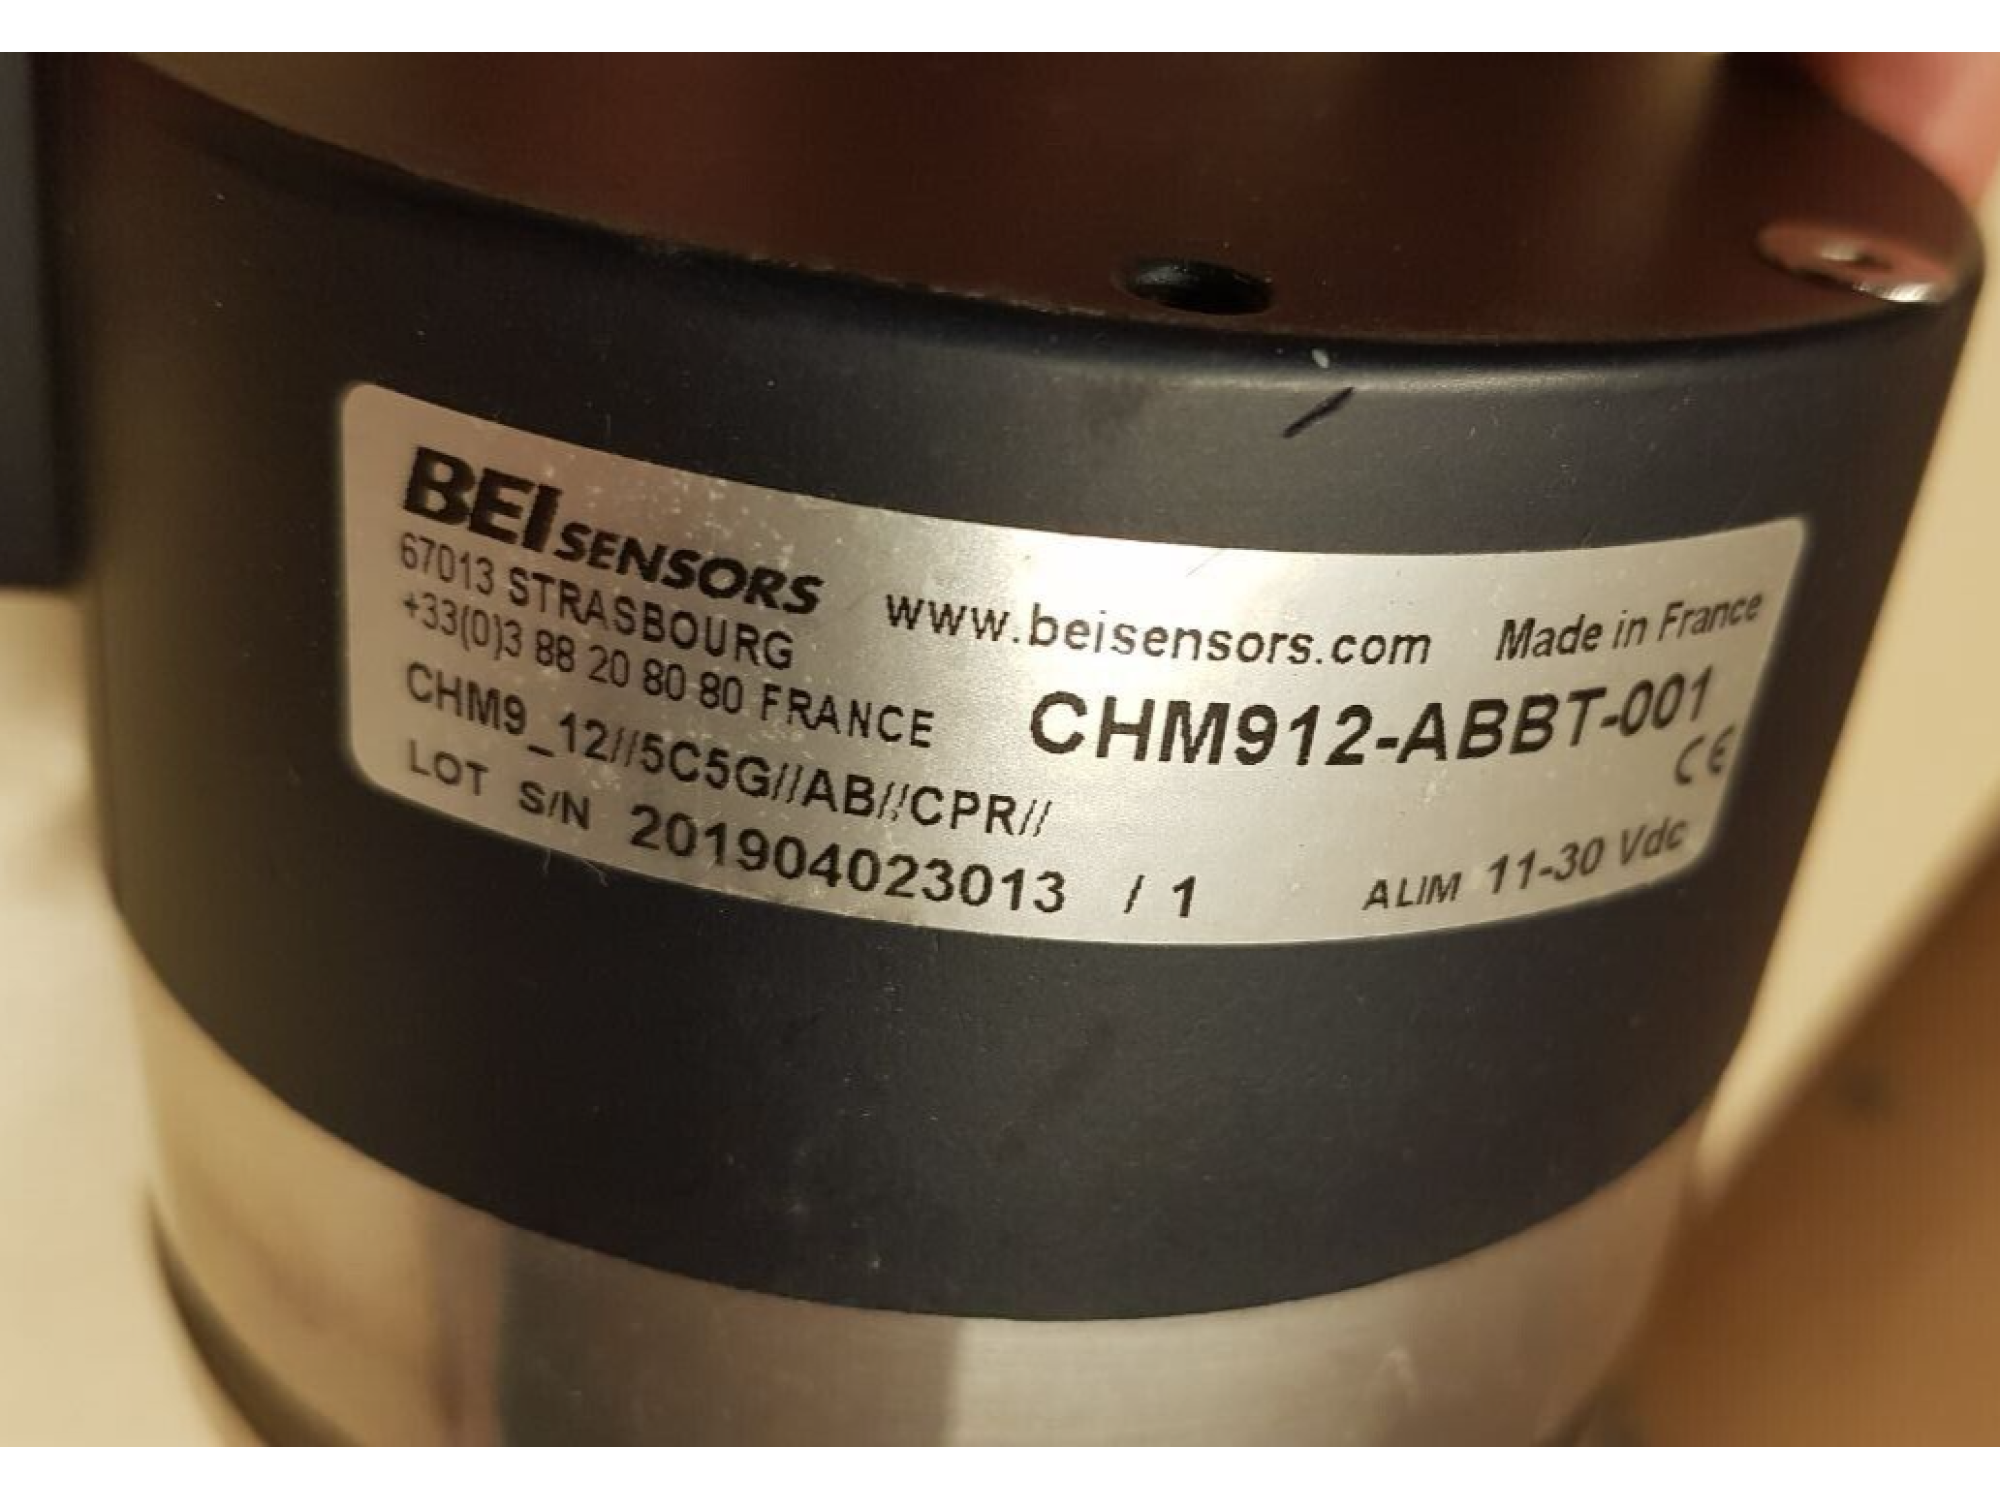 BEI SENSORS
67013 STRASBOURG
+33(0)3 88 20 80 80 FRANCE
www.beisensors.com Made in France
CHM912-ABBT-001
CE
CHM9_12//5C5G//AB//CPR//
LOT S/N 201904023013 / 1
ALIM 11-30 Vdc